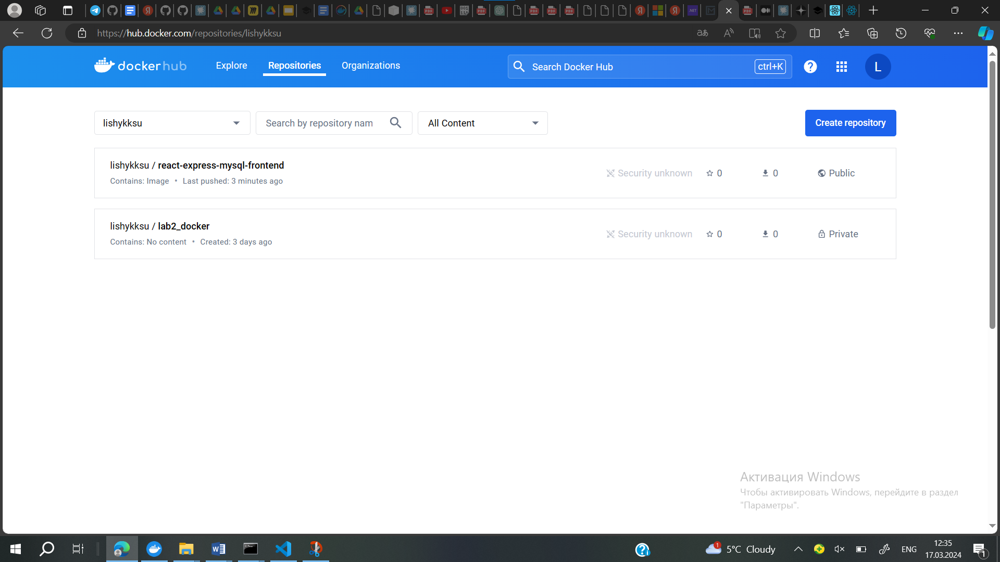 https://hub.docker.com/repositories/lishykksu
dockerhub
Explore
Repositories
Organizations
Search Docker Hub
ctrl+K
L
lishykksu
Search by repository nam
All Content
Create repository
lishykksu / react-express-mysql-frontend
Contains: Image • Last pushed: 3 minutes ago
Security unknown
0
0
Public
lishykksu / lab2_docker
Contains: No content • Created: 3 days ago
Security unknown
0
0
Private
Активация Windows
Чтобы активировать Windows, перейдите в раздел
"Параметры".
1
5°C Cloudy
ENG
12:35
17.03.2024
1